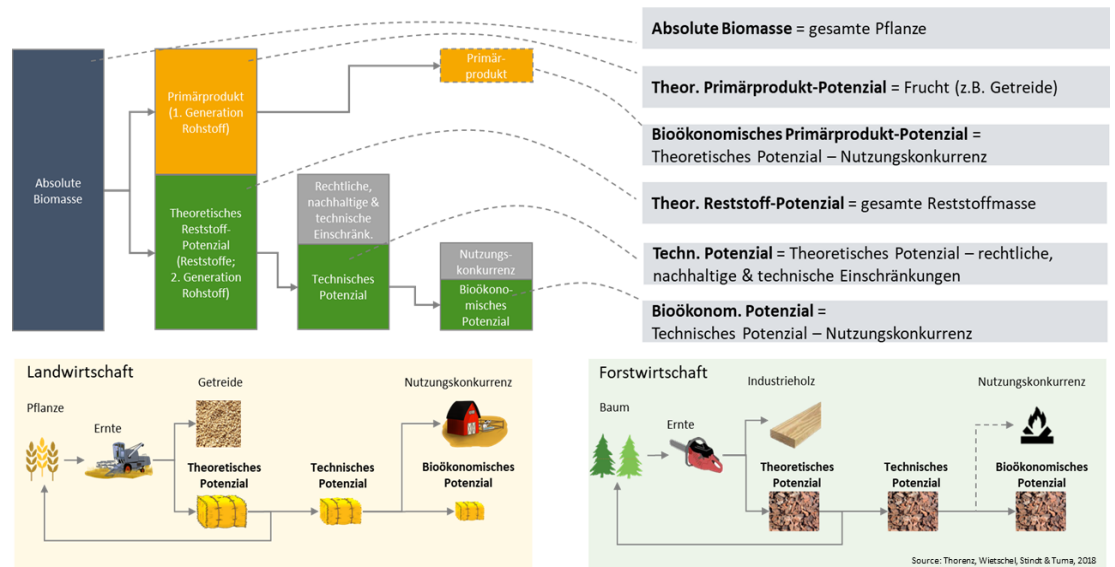 Absolute
Biomasse
Primärprodukt
(1. Generation
Rohstoff)
Theoretisches
Reststoff-
Potenzial
(Reststoffe;
2. Generation
Rohstoff)
Rechtliche,
nachhaltige &
technische
Einschränk.
Technisches
Potenzial
Primär-
produkt
Nutzungs-
konkurrenz
Bioökono-
misches
Potenzial
Absolute Biomasse = gesamte Pflanze
Theor. Primärprodukt-Potenzial = Frucht (z.B. Getreide)
Bioökonomisches Primärprodukt-Potenzial =
Theoretisches Potenzial – Nutzungskonkurrenz
Theor. Reststoff-Potenzial = gesamte Reststoffmasse
Techn. Potenzial = Theoretisches Potenzial – rechtliche,
nachhaltige & technische Einschränkungen
Bioökonom. Potenzial =
Technisches Potenzial – Nutzungskonkurrenz
Landwirtschaft
Pflanze
Ernte
Getreide
Theoretisches
Potenzial
Technisches
Potenzial
Nutzungskonkurrenz
Bioökonomisches
Potenzial
Forstwirtschaft
Baum
Ernte
Industrieholz
Theoretisches
Potenzial
Technisches
Potenzial
Nutzungskonkurrenz
Bioökonomisches
Potenzial
Source: Thorenz, Wietschel, Stindt & Tuma, 2018